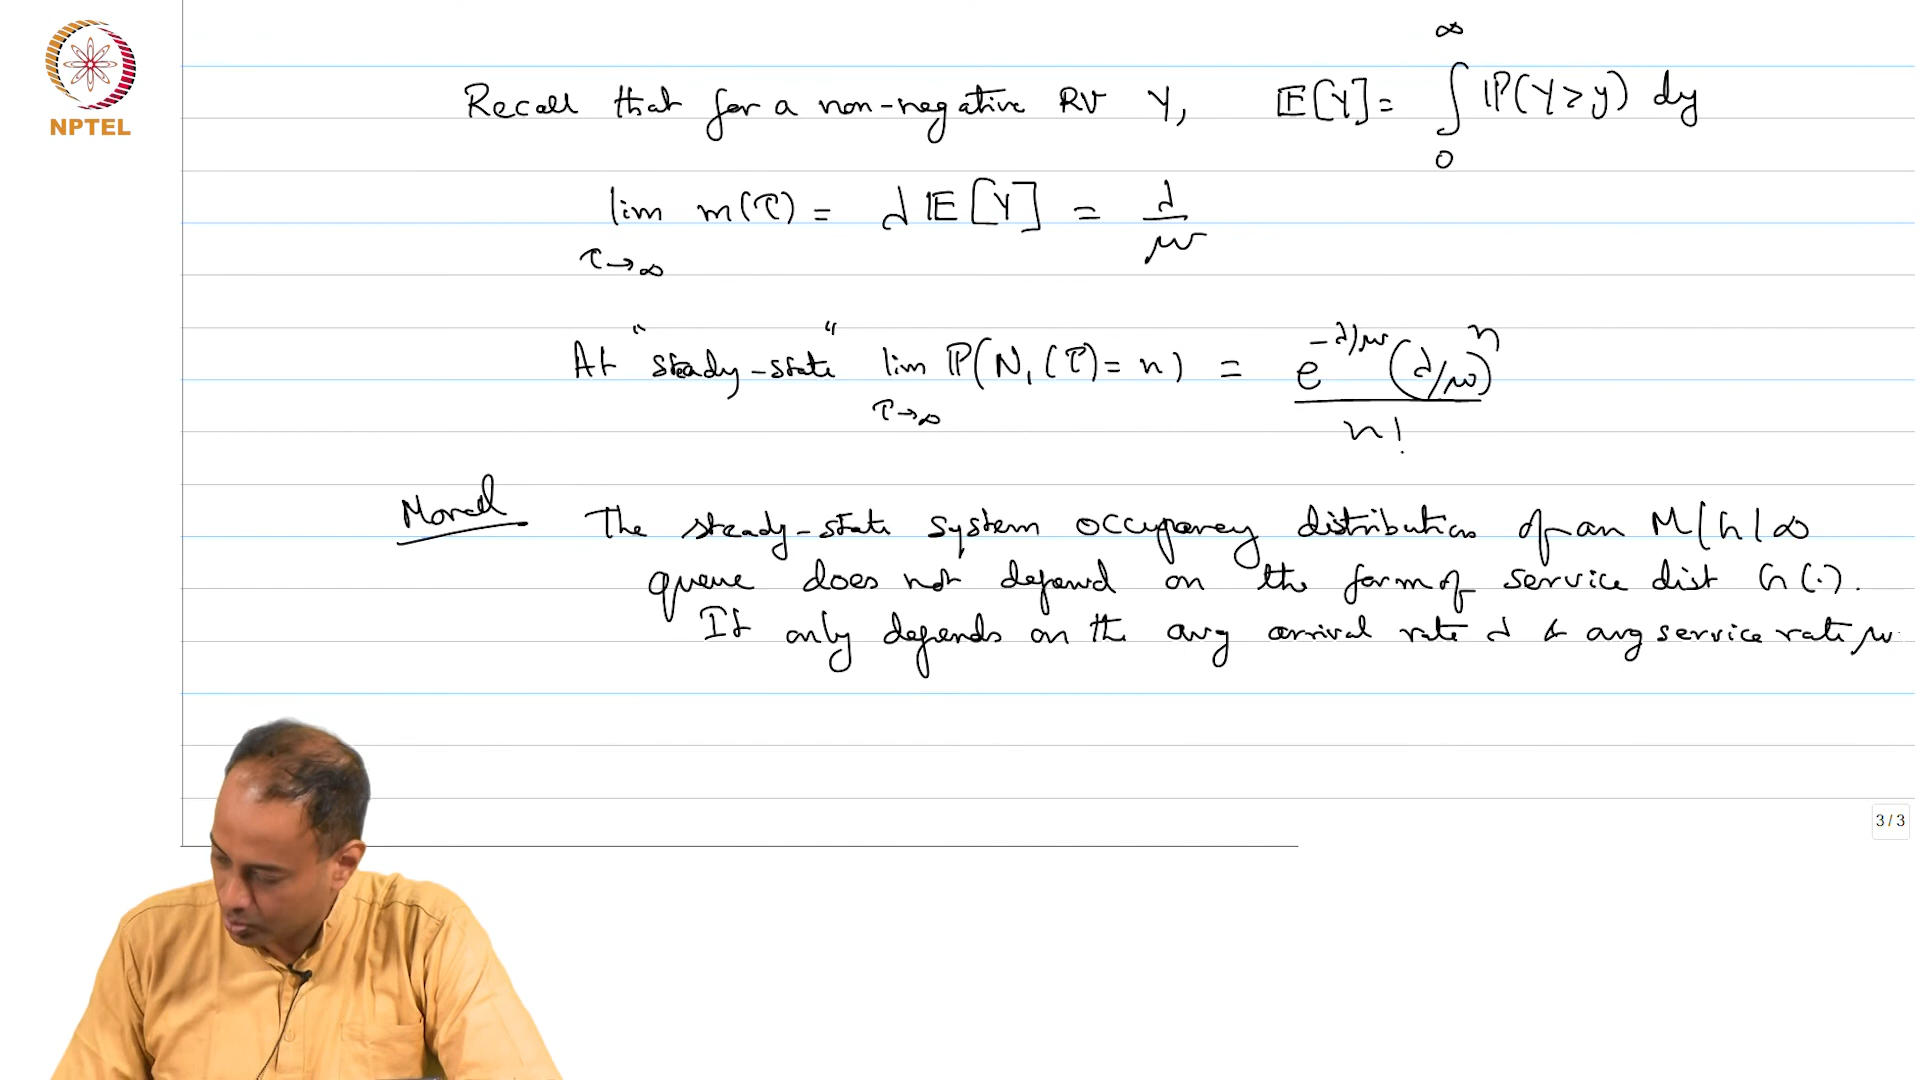 NPTEL
Recall that for a non-negative RV Y, 𝔼[Y] = ∫₀^∞ ℙ(Y>y) dy
lim_{τ→∞} m(τ) = λ𝔼[Y] = λ/μ
At "steady-state" lim_{τ→∞} ℙ(N₁(τ)=n) = e^{-λ/μ}(λ/μ)^n / n!
Moral The steady-state system occupancy distribution of an M|G|∞
queue does not depend on the form of service dist G(·).
It only depends on the avg arrival rate λ & avg service rate μ.
3/3